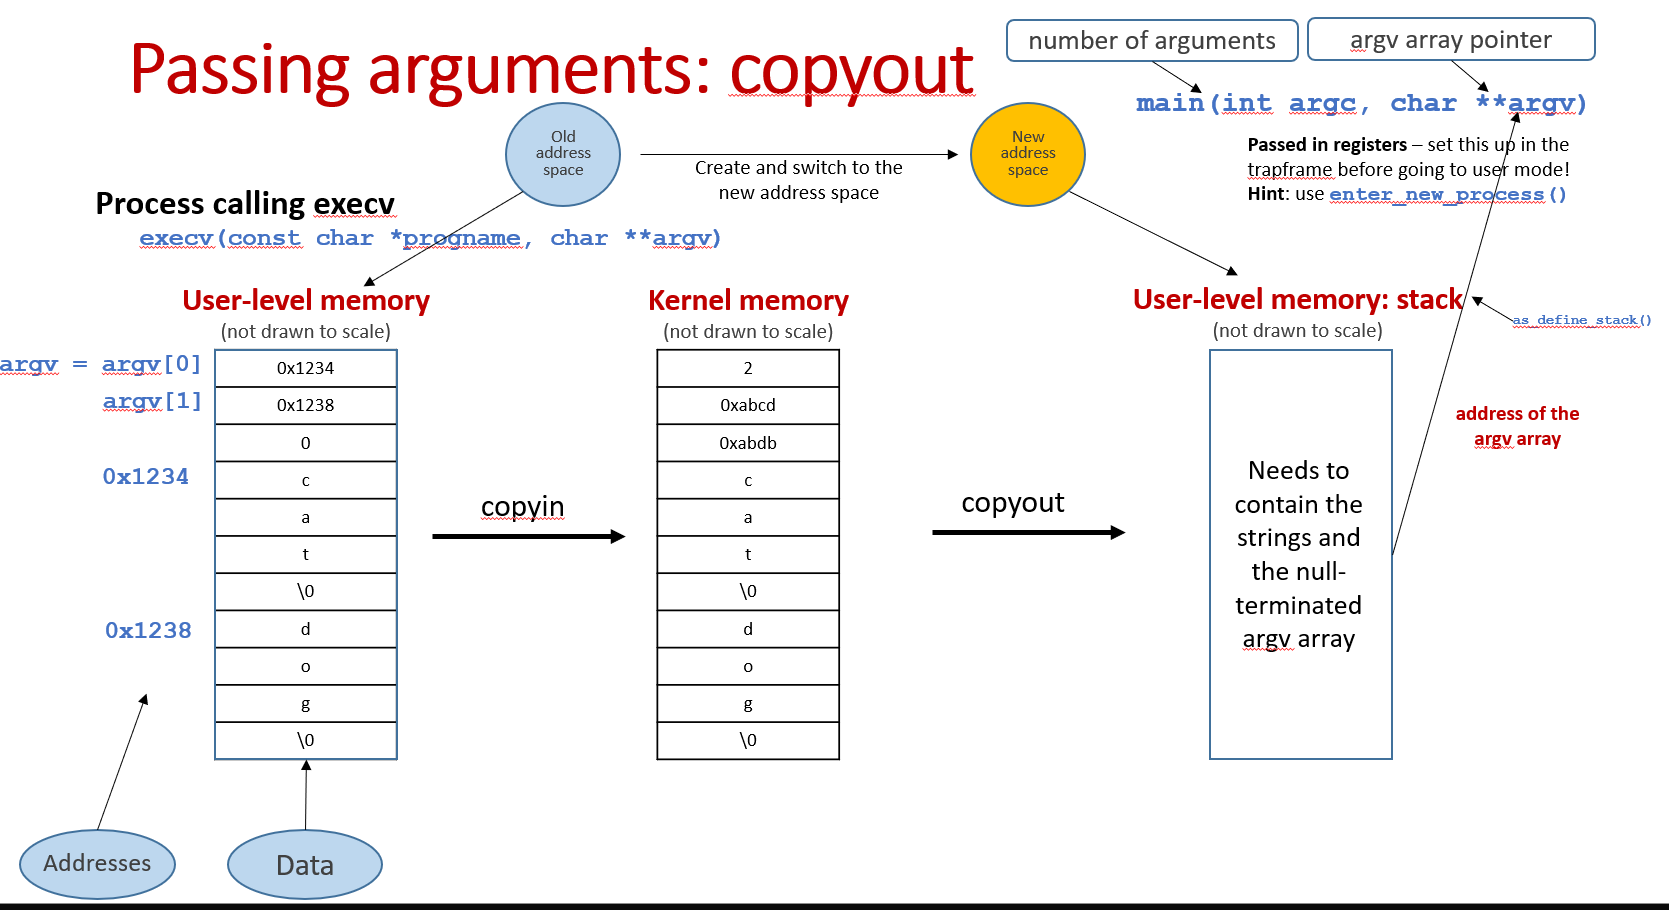 Passing arguments: copyout
number of arguments
argv array pointer
main(int argc, char **argv)
Passed in registers – set this up in the
trapframe before going to user mode!
Hint: use enter_new_process()
Old
address
space
Create and switch to the
new address space
New
address
space
Process calling execv
execv(const char *progname, char **argv)
User-level memory
(not drawn to scale)
argv = argv[0]
argv[1]
0x1234
0x1238
0x1234
0x1238
0
c
a
t
\0
d
o
g
\0
Addresses
Data
copyin
Kernel memory
(not drawn to scale)
2
0xabcd
0xabdb
c
a
t
\0
d
o
g
\0
copyout
User-level memory: stack
(not drawn to scale)
as_define_stack()
Needs to
contain the
strings and
the null-
terminated
argv array
address of the
argv array